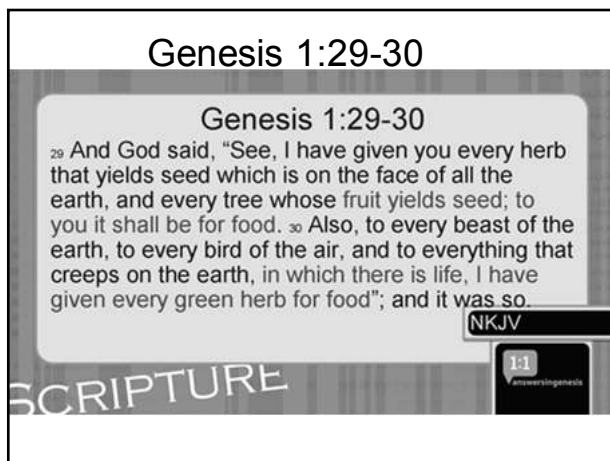 Genesis 1:29-30
Genesis 1:29-30
29 And God said, “See, I have given you every herb
that yields seed which is on the face of all the
earth, and every tree whose fruit yields seed; to
you it shall be for food. 30 Also, to every beast of the
earth, to every bird of the air, and to everything that
creeps on the earth, in which there is life, I have
given every green herb for food”; and it was so.
NKJV
1:1
answersingenesis
SCRIPTURE